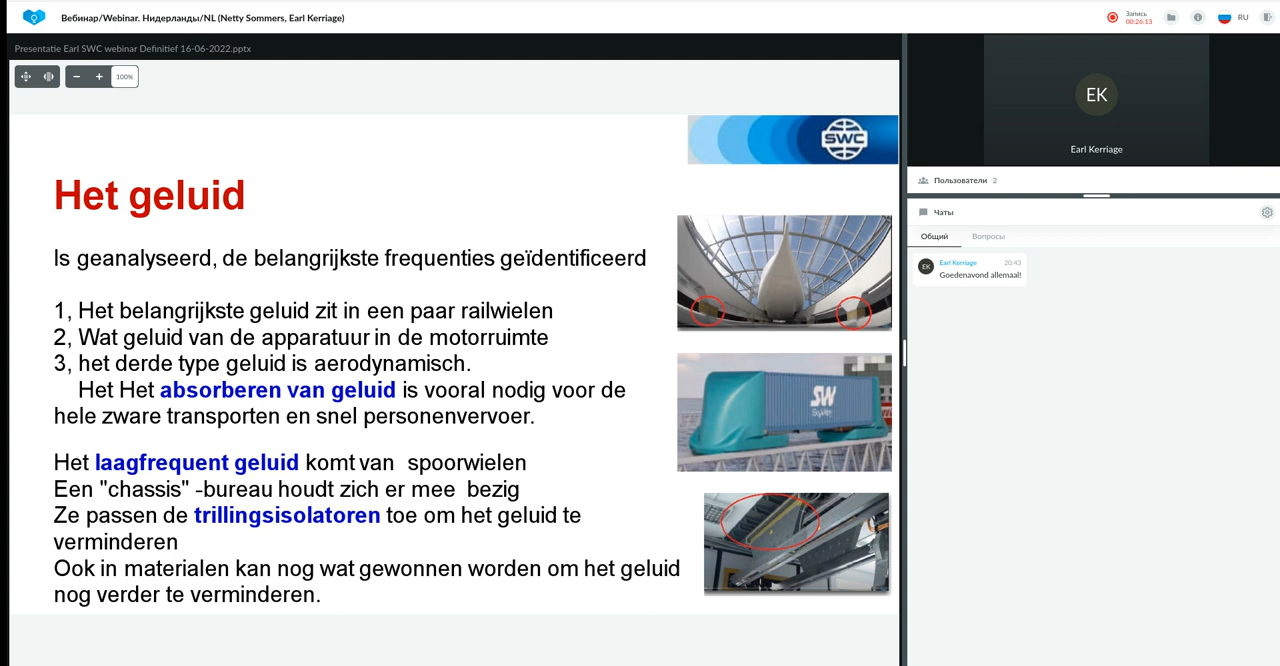 Вебинар/Webinar. Нидерланды/NL (Netty Sommers, Earl Kerriage)
Запись
00:26:13
RU
Presentatie Earl SWC webinar Definitief 16-06-2022.pptx
100%
SWC
Het geluid
Is geanalyseerd, de belangrijkste frequenties geïdentificeerd
1, Het belangrijkste geluid zit in een paar railwielen
2, Wat geluid van de apparatuur in de motorruimte
3, het derde type geluid is aerodynamisch.
Het Het absorberen van geluid is vooral nodig voor de
hele zware transporten en snel personenvervoer.
Het laagfrequent geluid komt van spoorwielen
Een "chassis" -bureau houdt zich er mee bezig
Ze passen de trillingsisolatoren toe om het geluid te
verminderen
Ook in materialen kan nog wat gewonnen worden om het geluid
nog verder te verminderen.
SW
SkyWay
EK
Earl Kerriage
Пользователи 2
Чаты
Общий Вопросы
EK
Earl Kerriage 20:43
Goedenavond allemaal!